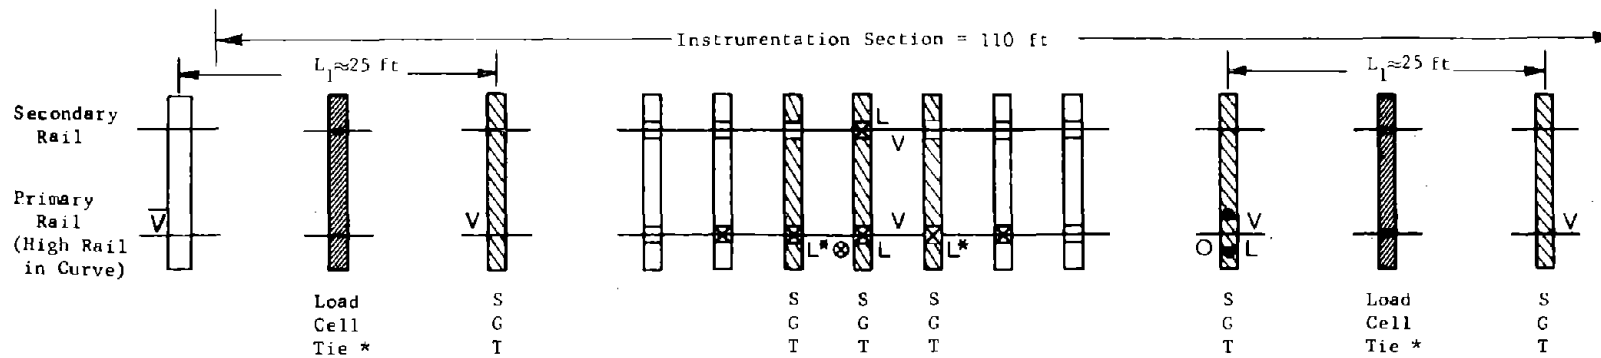 Instrumentation Section = 110 ft
L1≈25 ft
L1≈25 ft
Secondary
Rail
L
V
Primary
Rail
(High Rail
in Curve)
V
V
V
V
V
L*
L
L*
O
L
Load
Cell
Tie *
S
G
T
S
G
T
S
G
T
S
G
T
S
G
T
Load
Cell
Tie *
S
G
T